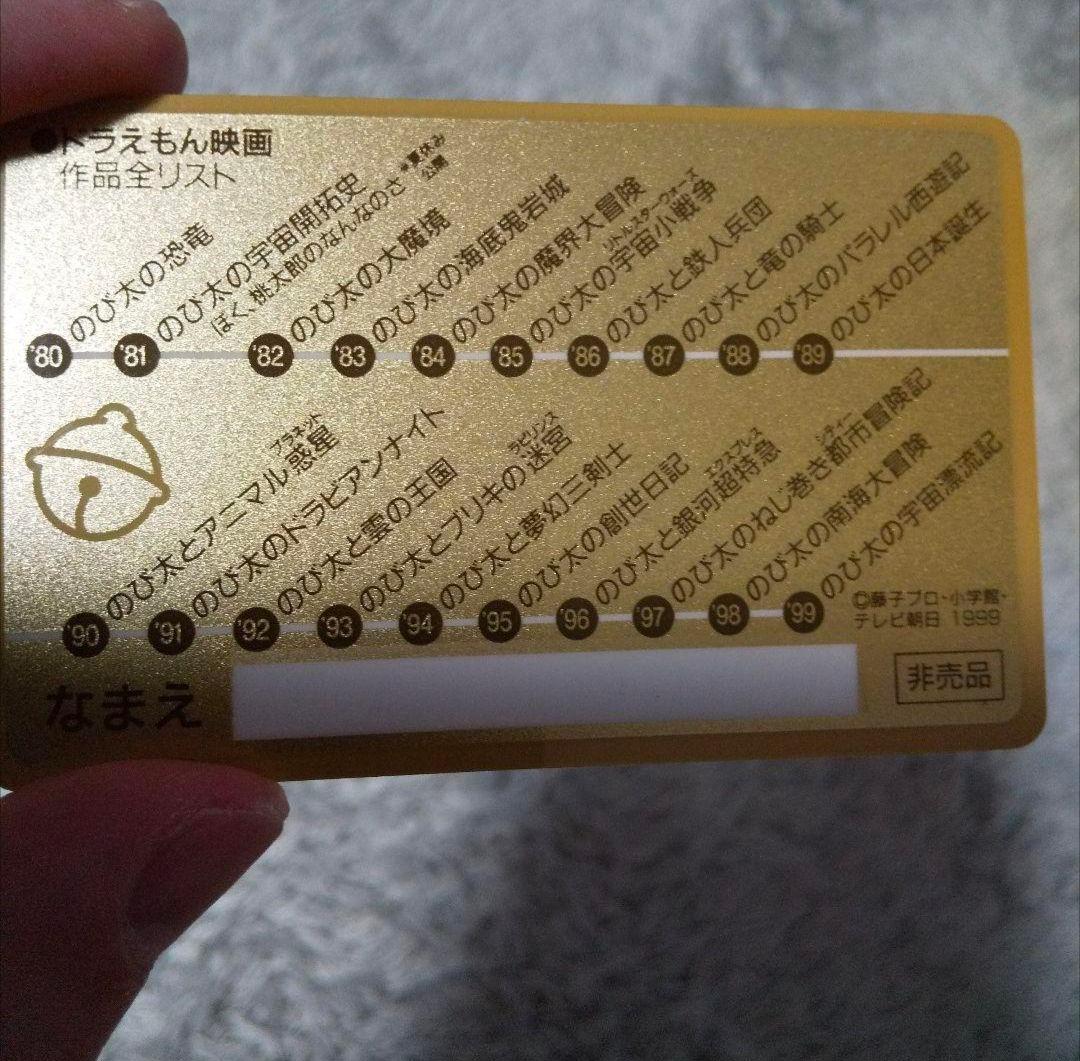 ●ドラえもん映画
作品全リスト
'80 のび太の恐竜
'81 のび太の宇宙開拓史
ぼく、桃太郎のなんなのさ *夏休み公開
'82 のび太の大魔境
'83 のび太の海底鬼岩城
'84 のび太の魔界大冒険
リトルスターウォーズ
'85 のび太の宇宙小戦争
'86 のび太と鉄人兵団
'87 のび太と竜の騎士
'88 のび太のパラレル西遊記
'89 のび太の日本誕生
プラネット
'90 のび太とアニマル惑星
'91 のび太のドラビアンナイト
'92 のび太と雲の王国
ラビリンス
'93 のび太とブリキの迷宮
'94 のび太と夢幻三剣士
'95 のび太の創世日記
エクスプレス
'96 のび太と銀河超特急
シティー
'97 のび太のねじ巻き都市冒険記
'98 のび太の南海大冒険
'99 のび太の宇宙漂流記
©藤子プロ・小学館・
テレビ朝日 1999
なまえ
非売品